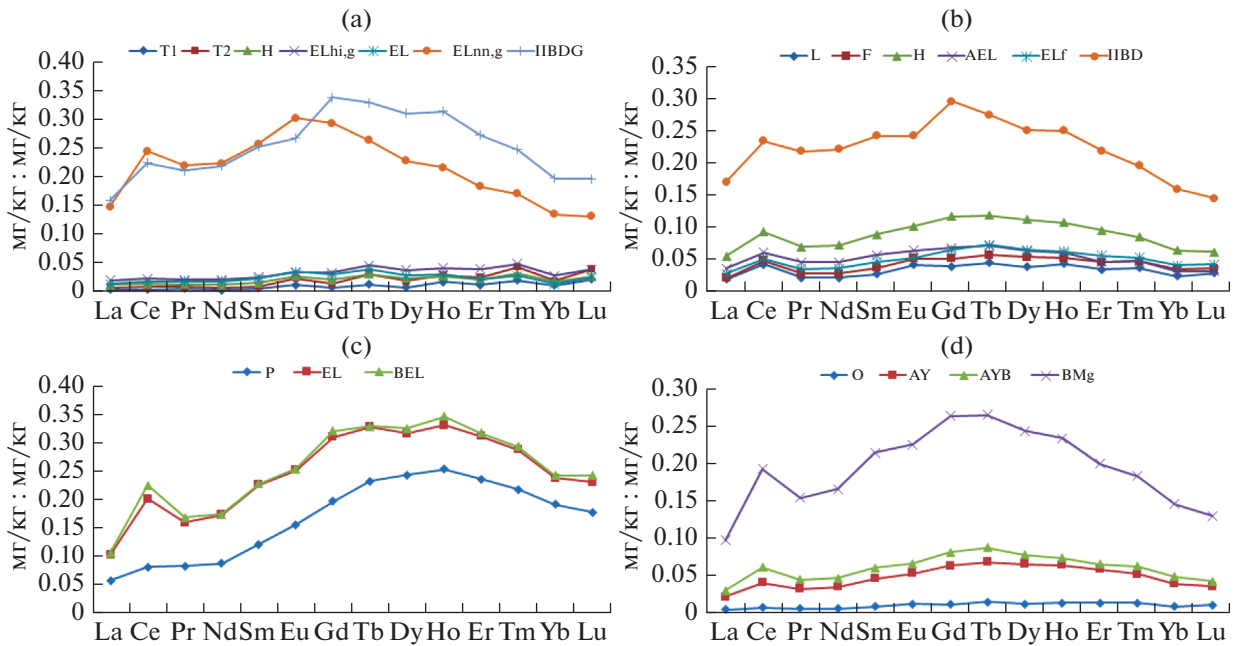 (a)
T1 T2 H ELhi,g EL ELnn,g IIBDG
0.40
0.35
0.30
0.25
0.20
0.15
0.10
0.05
0
мг/кг : мг/кг
La Ce Pr Nd Sm Eu Gd Tb Dy Ho Er Tm Yb Lu
(b)
L F H AEL ELf IIBD
0.35
0.30
0.25
0.20
0.15
0.10
0.05
0
мг/кг : мг/кг
La Ce Pr Nd Sm Eu Gd Tb Dy Ho Er Tm Yb Lu
(c)
P EL BEL
0.40
0.35
0.30
0.25
0.20
0.15
0.10
0.05
0
мг/кг : мг/кг
La Ce Pr Nd Sm Eu Gd Tb Dy Ho Er Tm Yb Lu
(d)
O AY AYB BMg
0.30
0.25
0.20
0.15
0.10
0.05
0
мг/кг : мг/кг
La Ce Pr Nd Sm Eu Gd Tb Dy Ho Er Tm Yb Lu